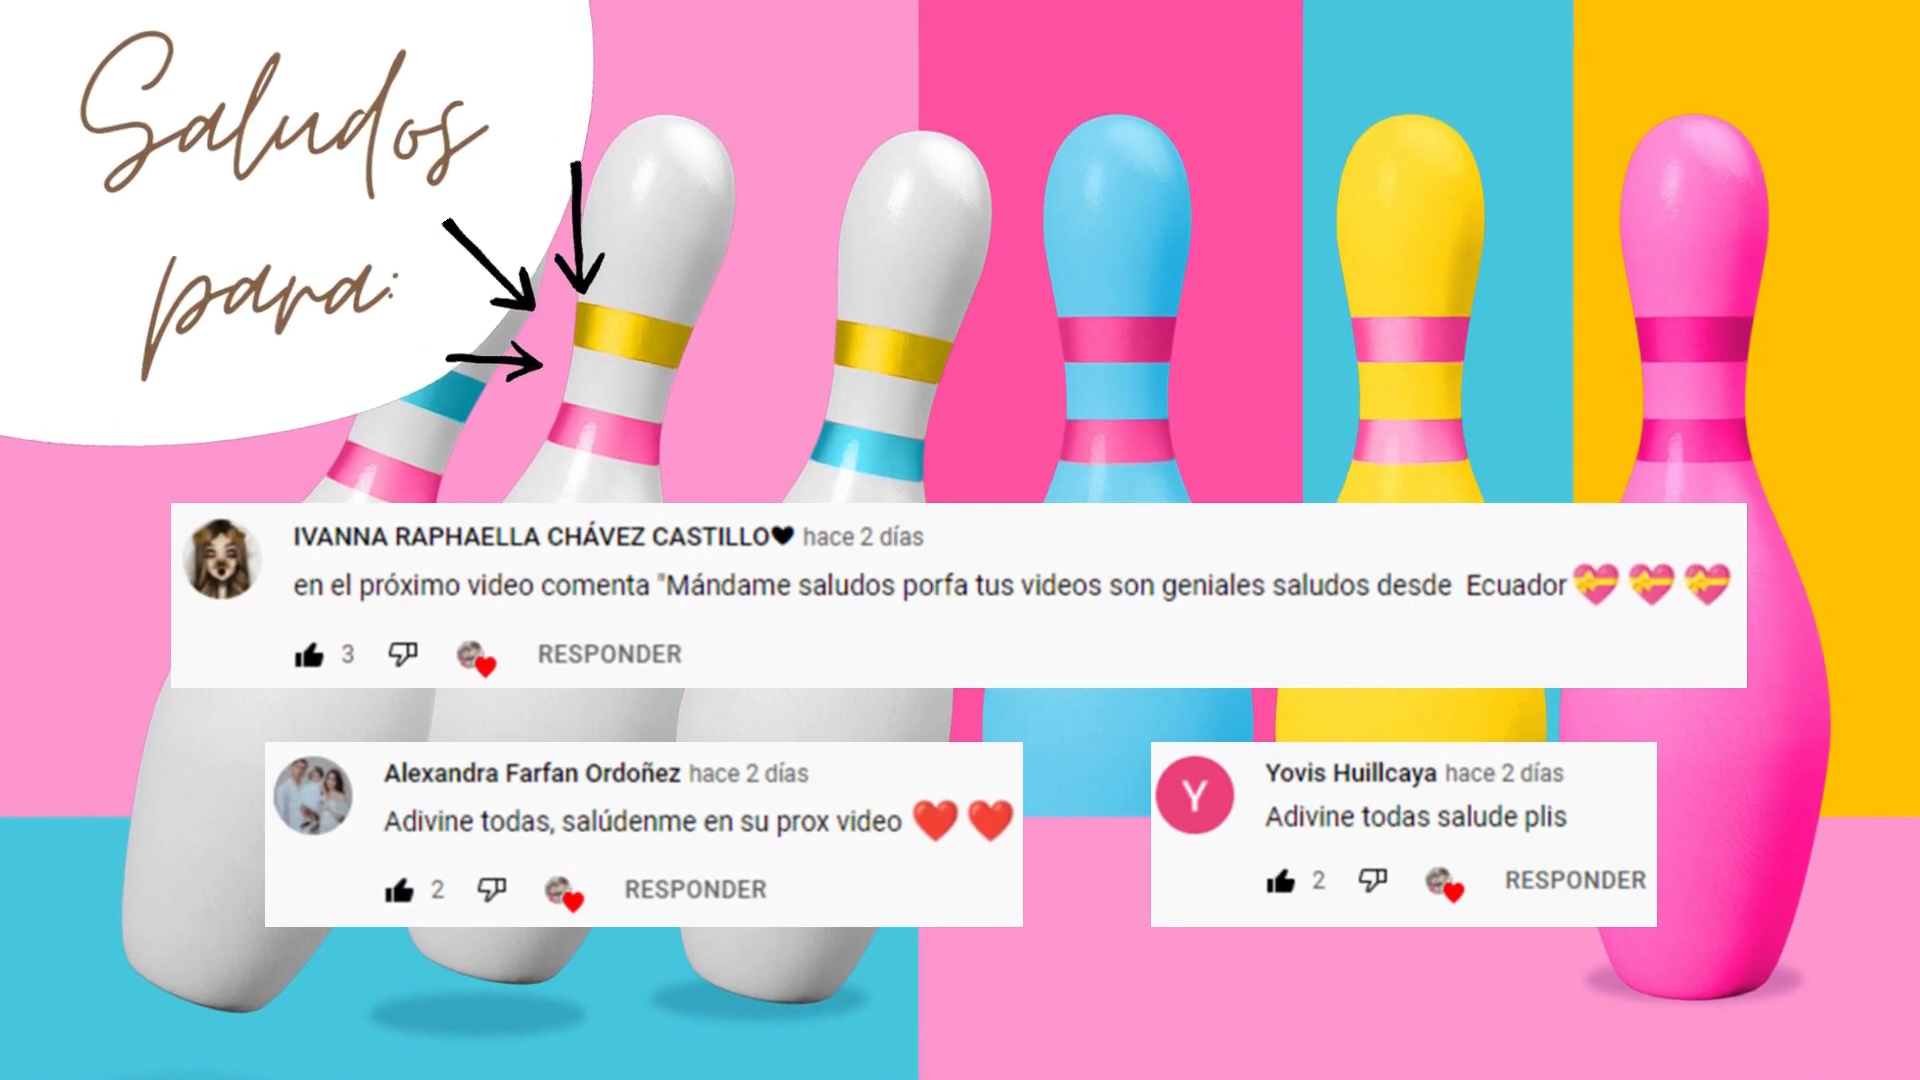 Saludos
para:
IVANNA RAPHAELLA CHÁVEZ CASTILLO🖤 hace 2 días
en el próximo video comenta "Mándame saludos porfa tus videos son geniales saludos desde Ecuador 💝 💝 💝
3 RESPONDER
Alexandra Farfan Ordoñez hace 2 días
Adivine todas, salúdenme en su prox video ❤️ ❤️
2 RESPONDER
Y
Yovis Huillcaya hace 2 días
Adivine todas salude plis
2 RESPONDER